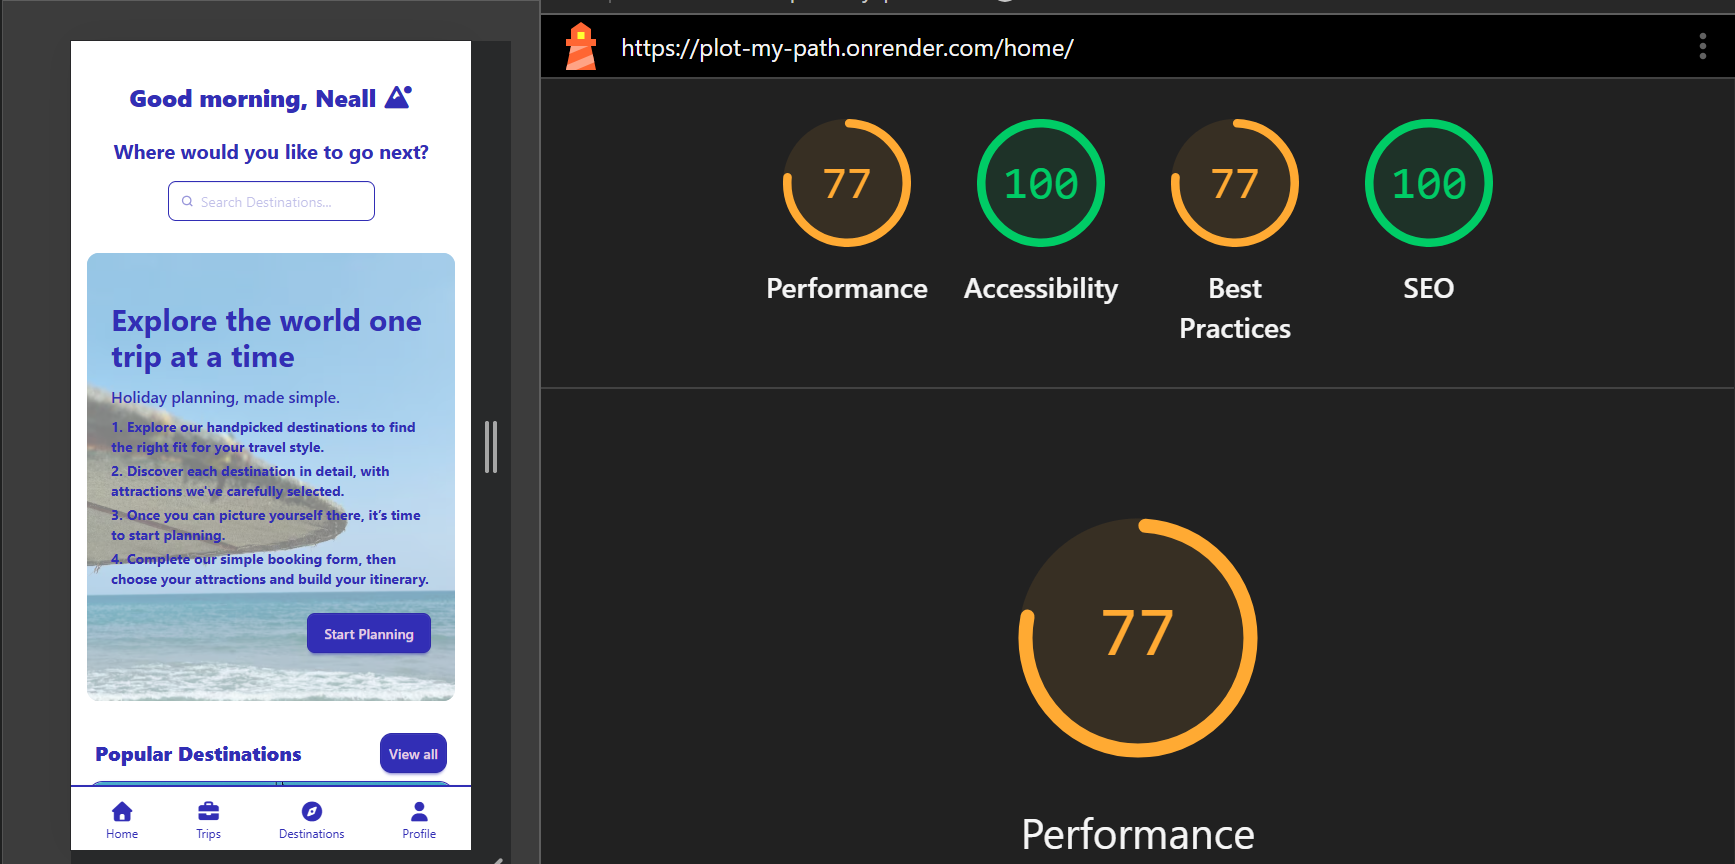 Good morning, Neall
Where would you like to go next?
Search Destinations...
Explore the world one
trip at a time
Holiday planning, made simple.
1. Explore our handpicked destinations to find
the right fit for your travel style.
2. Discover each destination in detail, with
attractions we've carefully selected.
3. Once you can picture yourself there, it’s time
to start planning.
4. Complete our simple booking form, then
choose your attractions and build your itinerary.
Start Planning
Popular Destinations
View all
Home
Trips
Destinations
Profile
https://plot-my-path.onrender.com/home/
77
100
77
100
Performance
Accessibility
Best
Practices
SEO
77
Performance